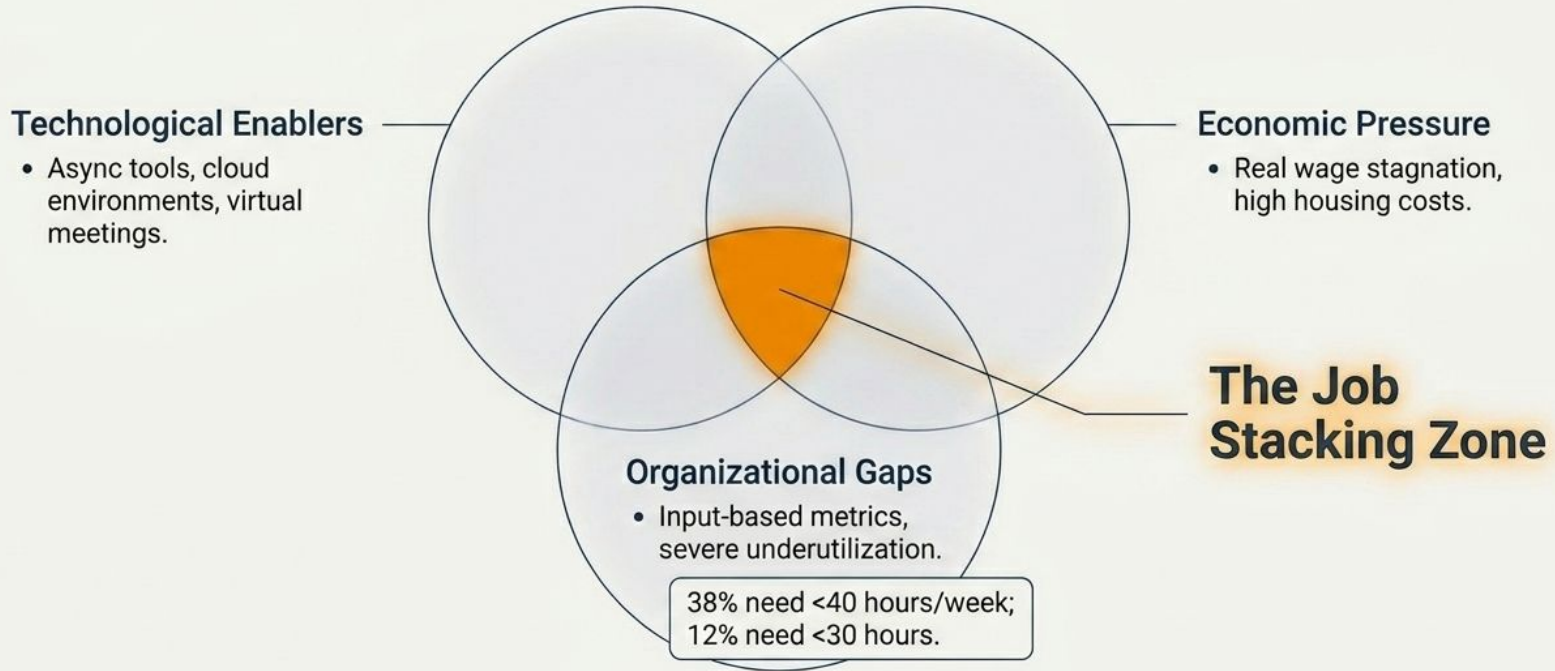 Technological Enablers
• Async tools, cloud
environments, virtual
meetings.
Economic Pressure
• Real wage stagnation,
high housing costs.
The Job
Stacking Zone
Organizational Gaps
• Input-based metrics,
severe underutilization.
38% need <40 hours/week;
12% need <30 hours.